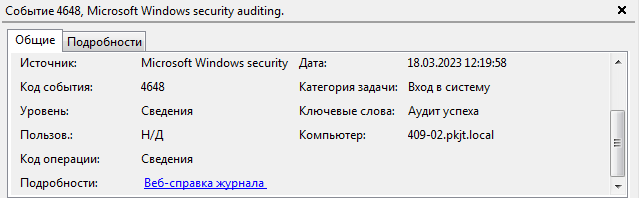 Событие 4648, Microsoft Windows security auditing.
Общие Подробности
Источник: Microsoft Windows security Дата: 18.03.2023 12:19:58
Код события: 4648 Категория задачи: Вход в систему
Уровень: Сведения Ключевые слова: Аудит успеха
Пользов.: Н/Д Компьютер: 409-02.pkjt.local
Код операции: Сведения
Подробности: Веб-справка журнала